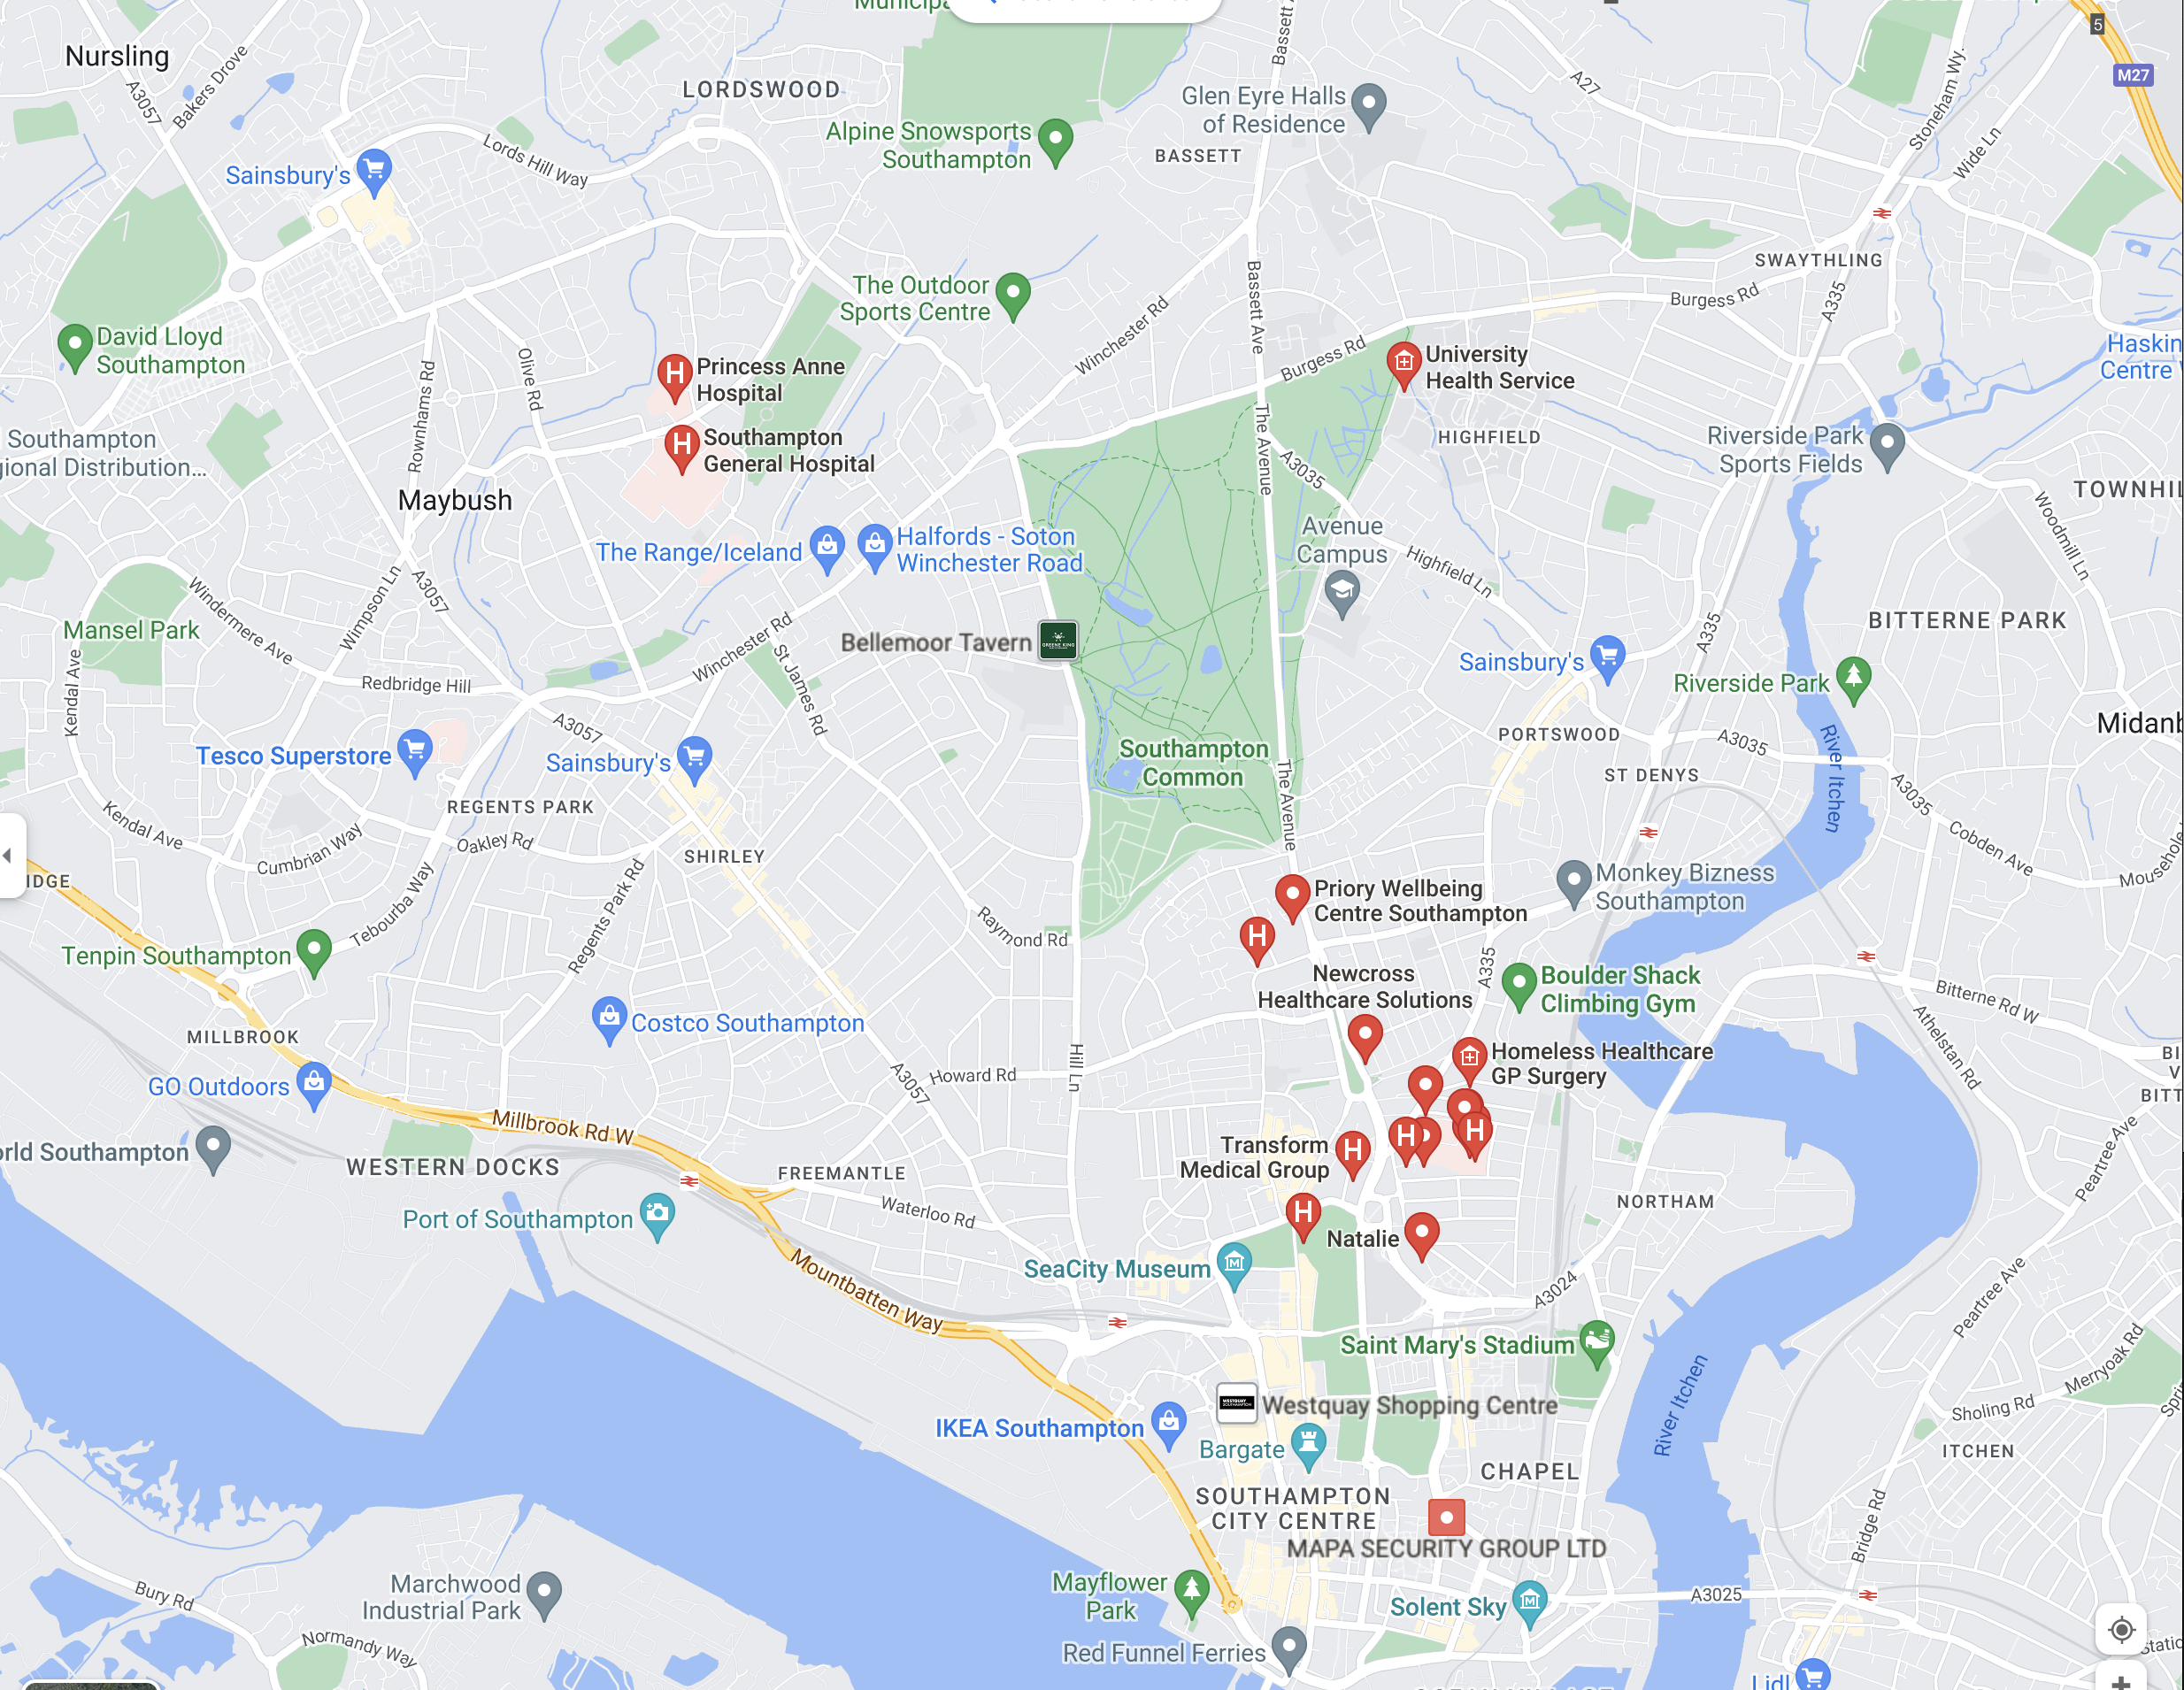 Nursling
A3057
Bakers Drove
LORDSWOOD
Bassett
5
M27
A27
Stoneham Wy.
Wide Ln
Glen Eyre Halls
of Residence
Alpine Snowsports
Southampton
BASSETT
Lords Hill Way
Sainsbury's
SWAYTHLING
Burgess Rd
A335
The Outdoor
Sports Centre
Bassett Ave
Winchester Rd
Burgess Rd
David Lloyd
Southampton
Rownhams Rd
Olive Rd
Princess Anne
Hospital
University
Health Service
Haskin
Centre
Southampton
gional Distribution...
Southampton
General Hospital
The Avenue
A3035
HIGHFIELD
Riverside Park
Sports Fields
TOWNHIL
Maybush
Woodmill Ln
The Range/Iceland
Halfords - Soton
Winchester Road
Avenue
Campus
Highfield Ln
A3057
Wimpson Ln
Windermere Ave
Mansel Park
Kendal Ave
Redbridge Hill
Winchester Rd
St James Rd
Bellemoor Tavern
GREENE KING
Sainsbury's
A335
BITTERNE PARK
Riverside Park
River Itchen
Midanb
Tesco Superstore
A3057
Sainsbury's
Southampton
Common
The Avenue
PORTSWOOD
A3035
ST DENYS
A3035
REGENTS PARK
Kendal Ave
Cumbrian Way
Oakley Rd
SHIRLEY
Cobden Ave
Mousehole
IDGE
Tebourba Way
Regents Park Rd
Raymond Rd
Priory Wellbeing
Centre Southampton
H
Monkey Bizness
Southampton
Tenpin Southampton
Newcross
Healthcare Solutions
A335
Boulder Shack
Climbing Gym
Bitterne Rd W
Athelstan Rd
MILLBROOK
Costco Southampton
GO Outdoors
Howard Rd
Hill Ln
A3057
Homeless Healthcare
GP Surgery
BI
V
BITT
Millbrook Rd W
orld Southampton
WESTERN DOCKS
FREEMANTLE
Transform
Medical Group
H
H
H
Peartree Ave
Port of Southampton
Waterloo Rd
H
Natalie
NORTHAM
SeaCity Museum
Mountbatten Way
A3024
Peartree Ave
Saint Mary's Stadium
Merryoak Rd
WESTQUAY
Westquay Shopping Centre
River Itchen
Sholing Rd
Spri
IKEA Southampton
Bargate
ITCHEN
CHAPEL
SOUTHAMPTON
CITY CENTRE
MAPA SECURITY GROUP LTD
Bridge Rd
Marchwood
Industrial Park
Bury Rd
Normandy Way
Mayflower
Park
Solent Sky
A3025
Red Funnel Ferries
Statio
Lidl